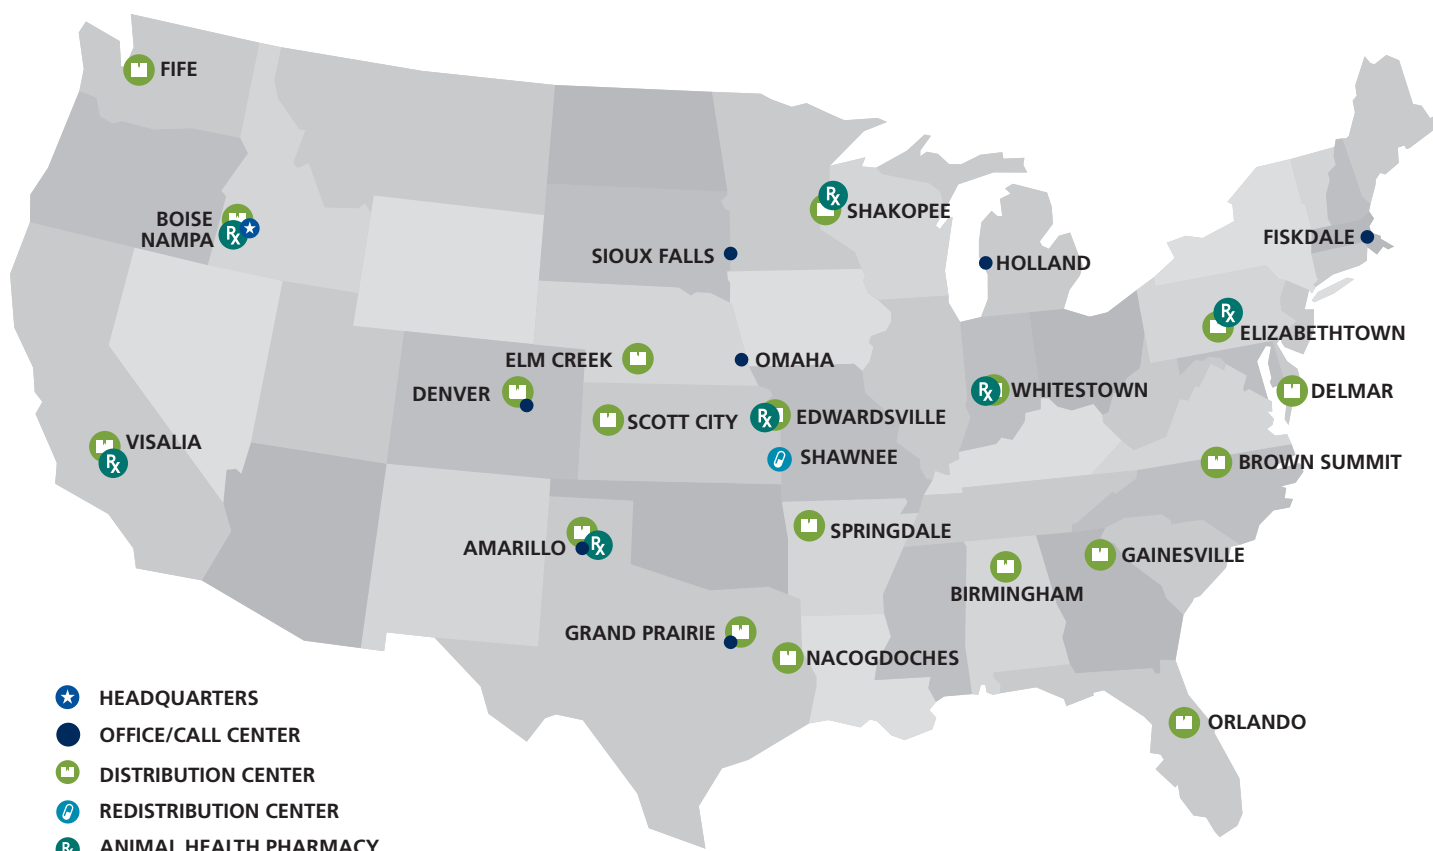 FIFE
BOISE
NAMPA
SHAKOPEE
SIOUX FALLS
HOLLAND
FISKDALE
ELIZABETHTOWN
ELM CREEK
OMAHA
DENVER
WHITESTOWN
DELMAR
SCOTT CITY
EDWARDSVILLE
VISALIA
SHAWNEE
BROWN SUMMIT
SPRINGDALE
AMARILLO
GAINESVILLE
BIRMINGHAM
GRAND PRAIRIE
NACOGDOCHES
ORLANDO
HEADQUARTERS
OFFICE/CALL CENTER
DISTRIBUTION CENTER
REDISTRIBUTION CENTER
ANIMAL HEALTH PHARMACY